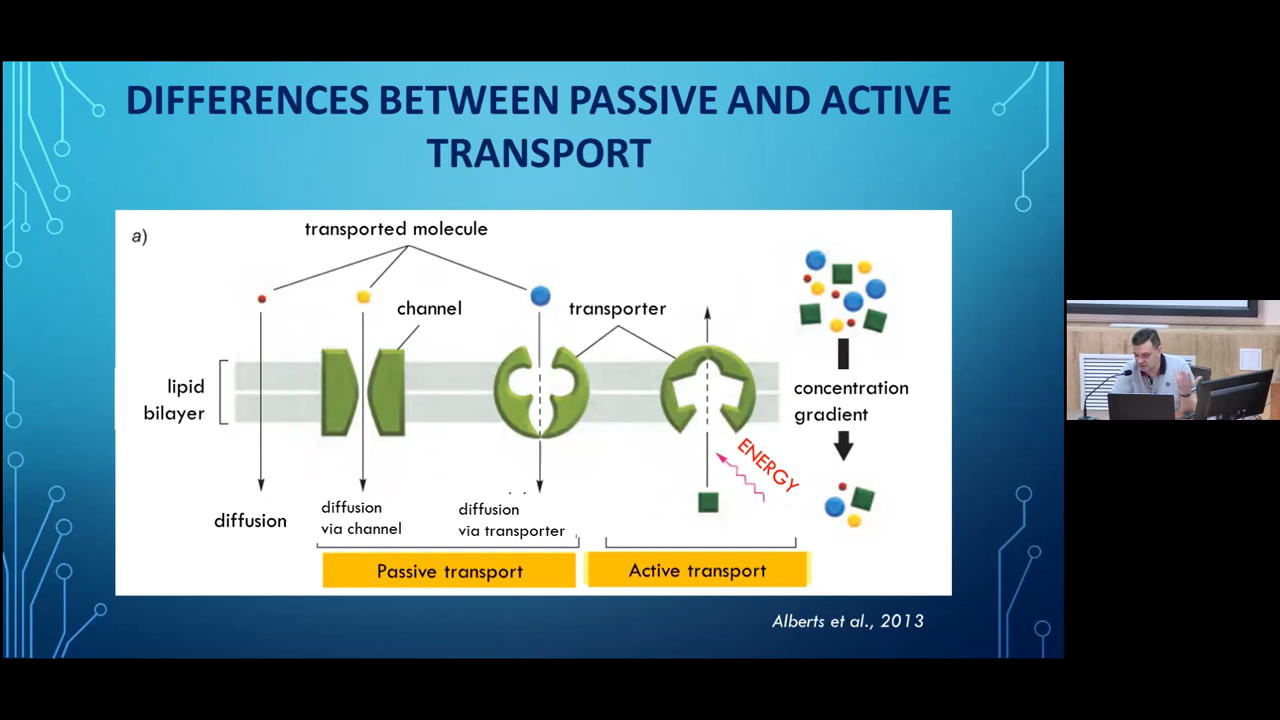 DIFFERENCES BETWEEN PASSIVE AND ACTIVE
TRANSPORT
a)
transported molecule
channel
transporter
lipid
bilayer
concentration
gradient
ENERGY
diffusion
diffusion
via channel
diffusion
via transporter
Passive transport
Active transport
Alberts et al., 2013